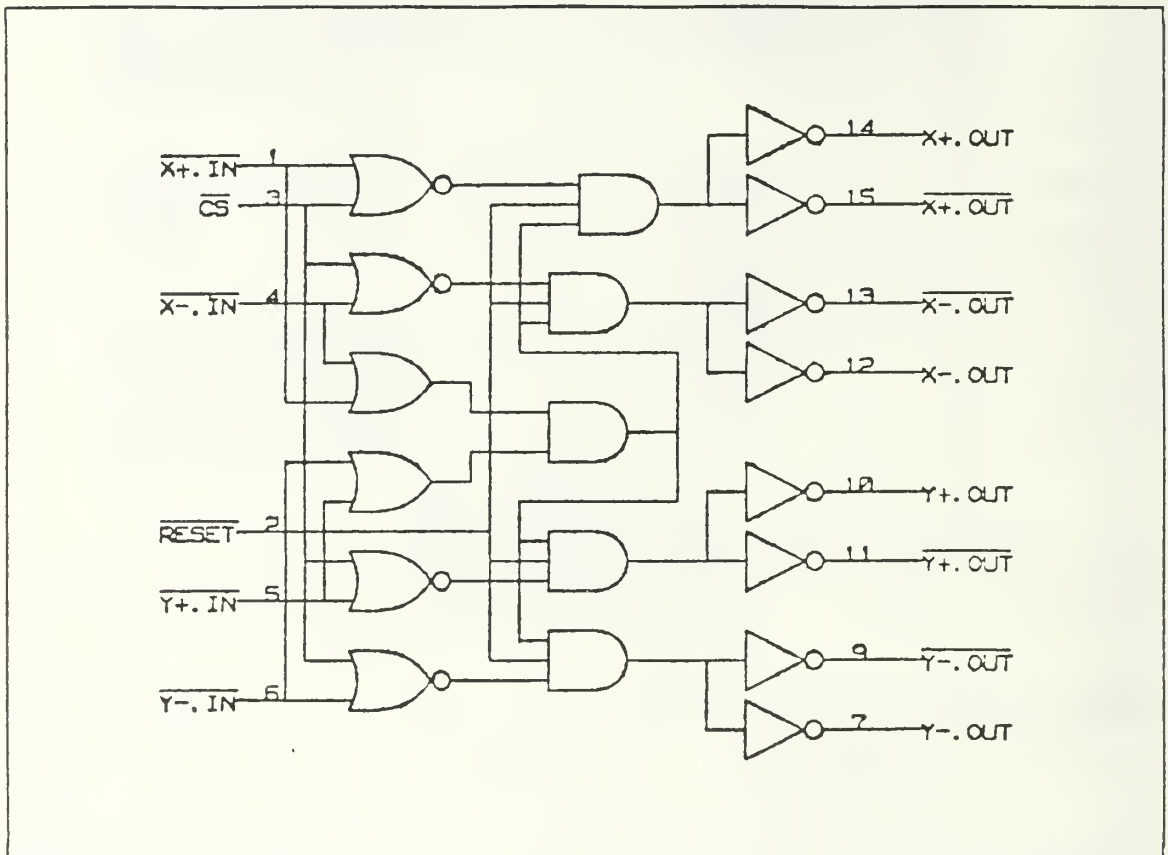 X+.IN 1
CS 3
X-.IN 4
RESET 2
Y+.IN 5
Y-.IN 6
14 X+.OUT
15 X+.OUT
13 X-.OUT
12 X-.OUT
10 Y+.OUT
11 Y+.OUT
9 Y-.OUT
7 Y-.OUT